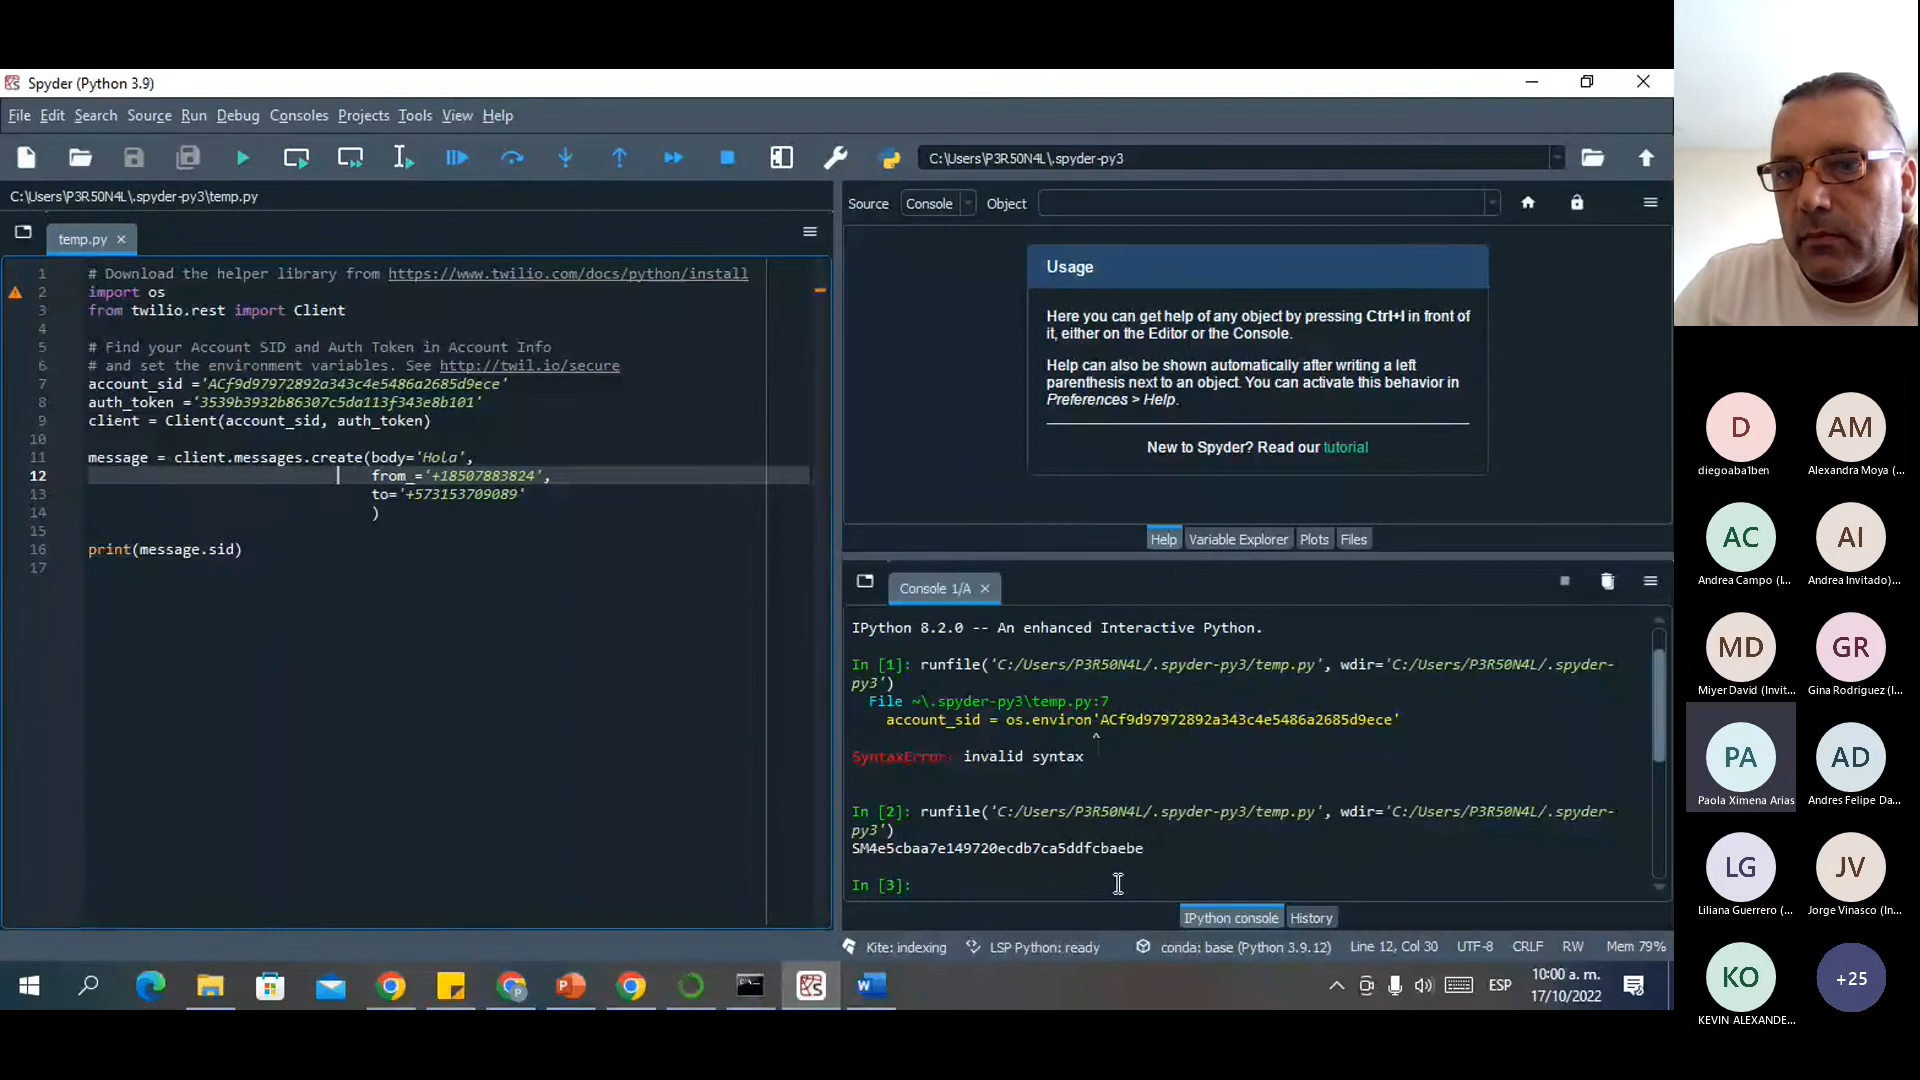 Spyder (Python 3.9)
File Edit Search Source Run Debug Consoles Projects Tools View Help
C:\Users\P3R50N4L\.spyder-py3
C:\Users\P3R50N4L\.spyder-py3\temp.py
Source Console Object
temp.py
1 # Download the helper library from https://www.twilio.com/docs/python/install
2 import os
3 from twilio.rest import Client
4
5 # Find your Account SID and Auth Token in Account Info
6 # and set the environment variables. See http://twil.io/secure
7 account_sid ='ACf9d97972892a343c4e5486a2685d9ece'
8 auth_token ='3539b3932b86307c5da113f343e8b101'
9 client = Client(account_sid, auth_token)
10
11 message = client.messages.create(body='Hola',
12 from_='+18507883824',
13 to='+573153709089'
14 )
15
16 print(message.sid)
17
Usage
Here you can get help of any object by pressing Ctrl+I in front of
it, either on the Editor or the Console.
Help can also be shown automatically after writing a left
parenthesis next to an object. You can activate this behavior in
Preferences > Help.
New to Spyder? Read our tutorial
Help Variable Explorer Plots Files
Console 1/A
IPython 8.2.0 -- An enhanced Interactive Python.
In [1]: runfile('C:/Users/P3R50N4L/.spyder-py3/temp.py', wdir='C:/Users/P3R50N4L/.spyder-
py3')
File ~\.spyder-py3\temp.py:7
account_sid = os.environ'ACf9d97972892a343c4e5486a2685d9ece'
^
SyntaxError: invalid syntax
In [2]: runfile('C:/Users/P3R50N4L/.spyder-py3/temp.py', wdir='C:/Users/P3R50N4L/.spyder-
py3')
SM4e5cbaa7e149720ecdb7ca5ddfcbaebe
In [3]:
IPython console History
Kite: indexing LSP Python: ready conda: base (Python 3.9.12) Line 12, Col 30 UTF-8 CRLF RW Mem 79%
ESP
10:00 a. m.
17/10/2022
D AM
diegoaba1ben Alexandra Moya (...
AC AI
Andrea Campo (I... Andrea Invitado)...
MD GR
Miyer David (Invit... Gina Rodriguez (I...
PA AD
Paola Ximena Arias Andres Felipe Da...
LG JV
Liliana Guerrero (... Jorge Vinasco (In...
KO +25
KEVIN ALEXANDE...